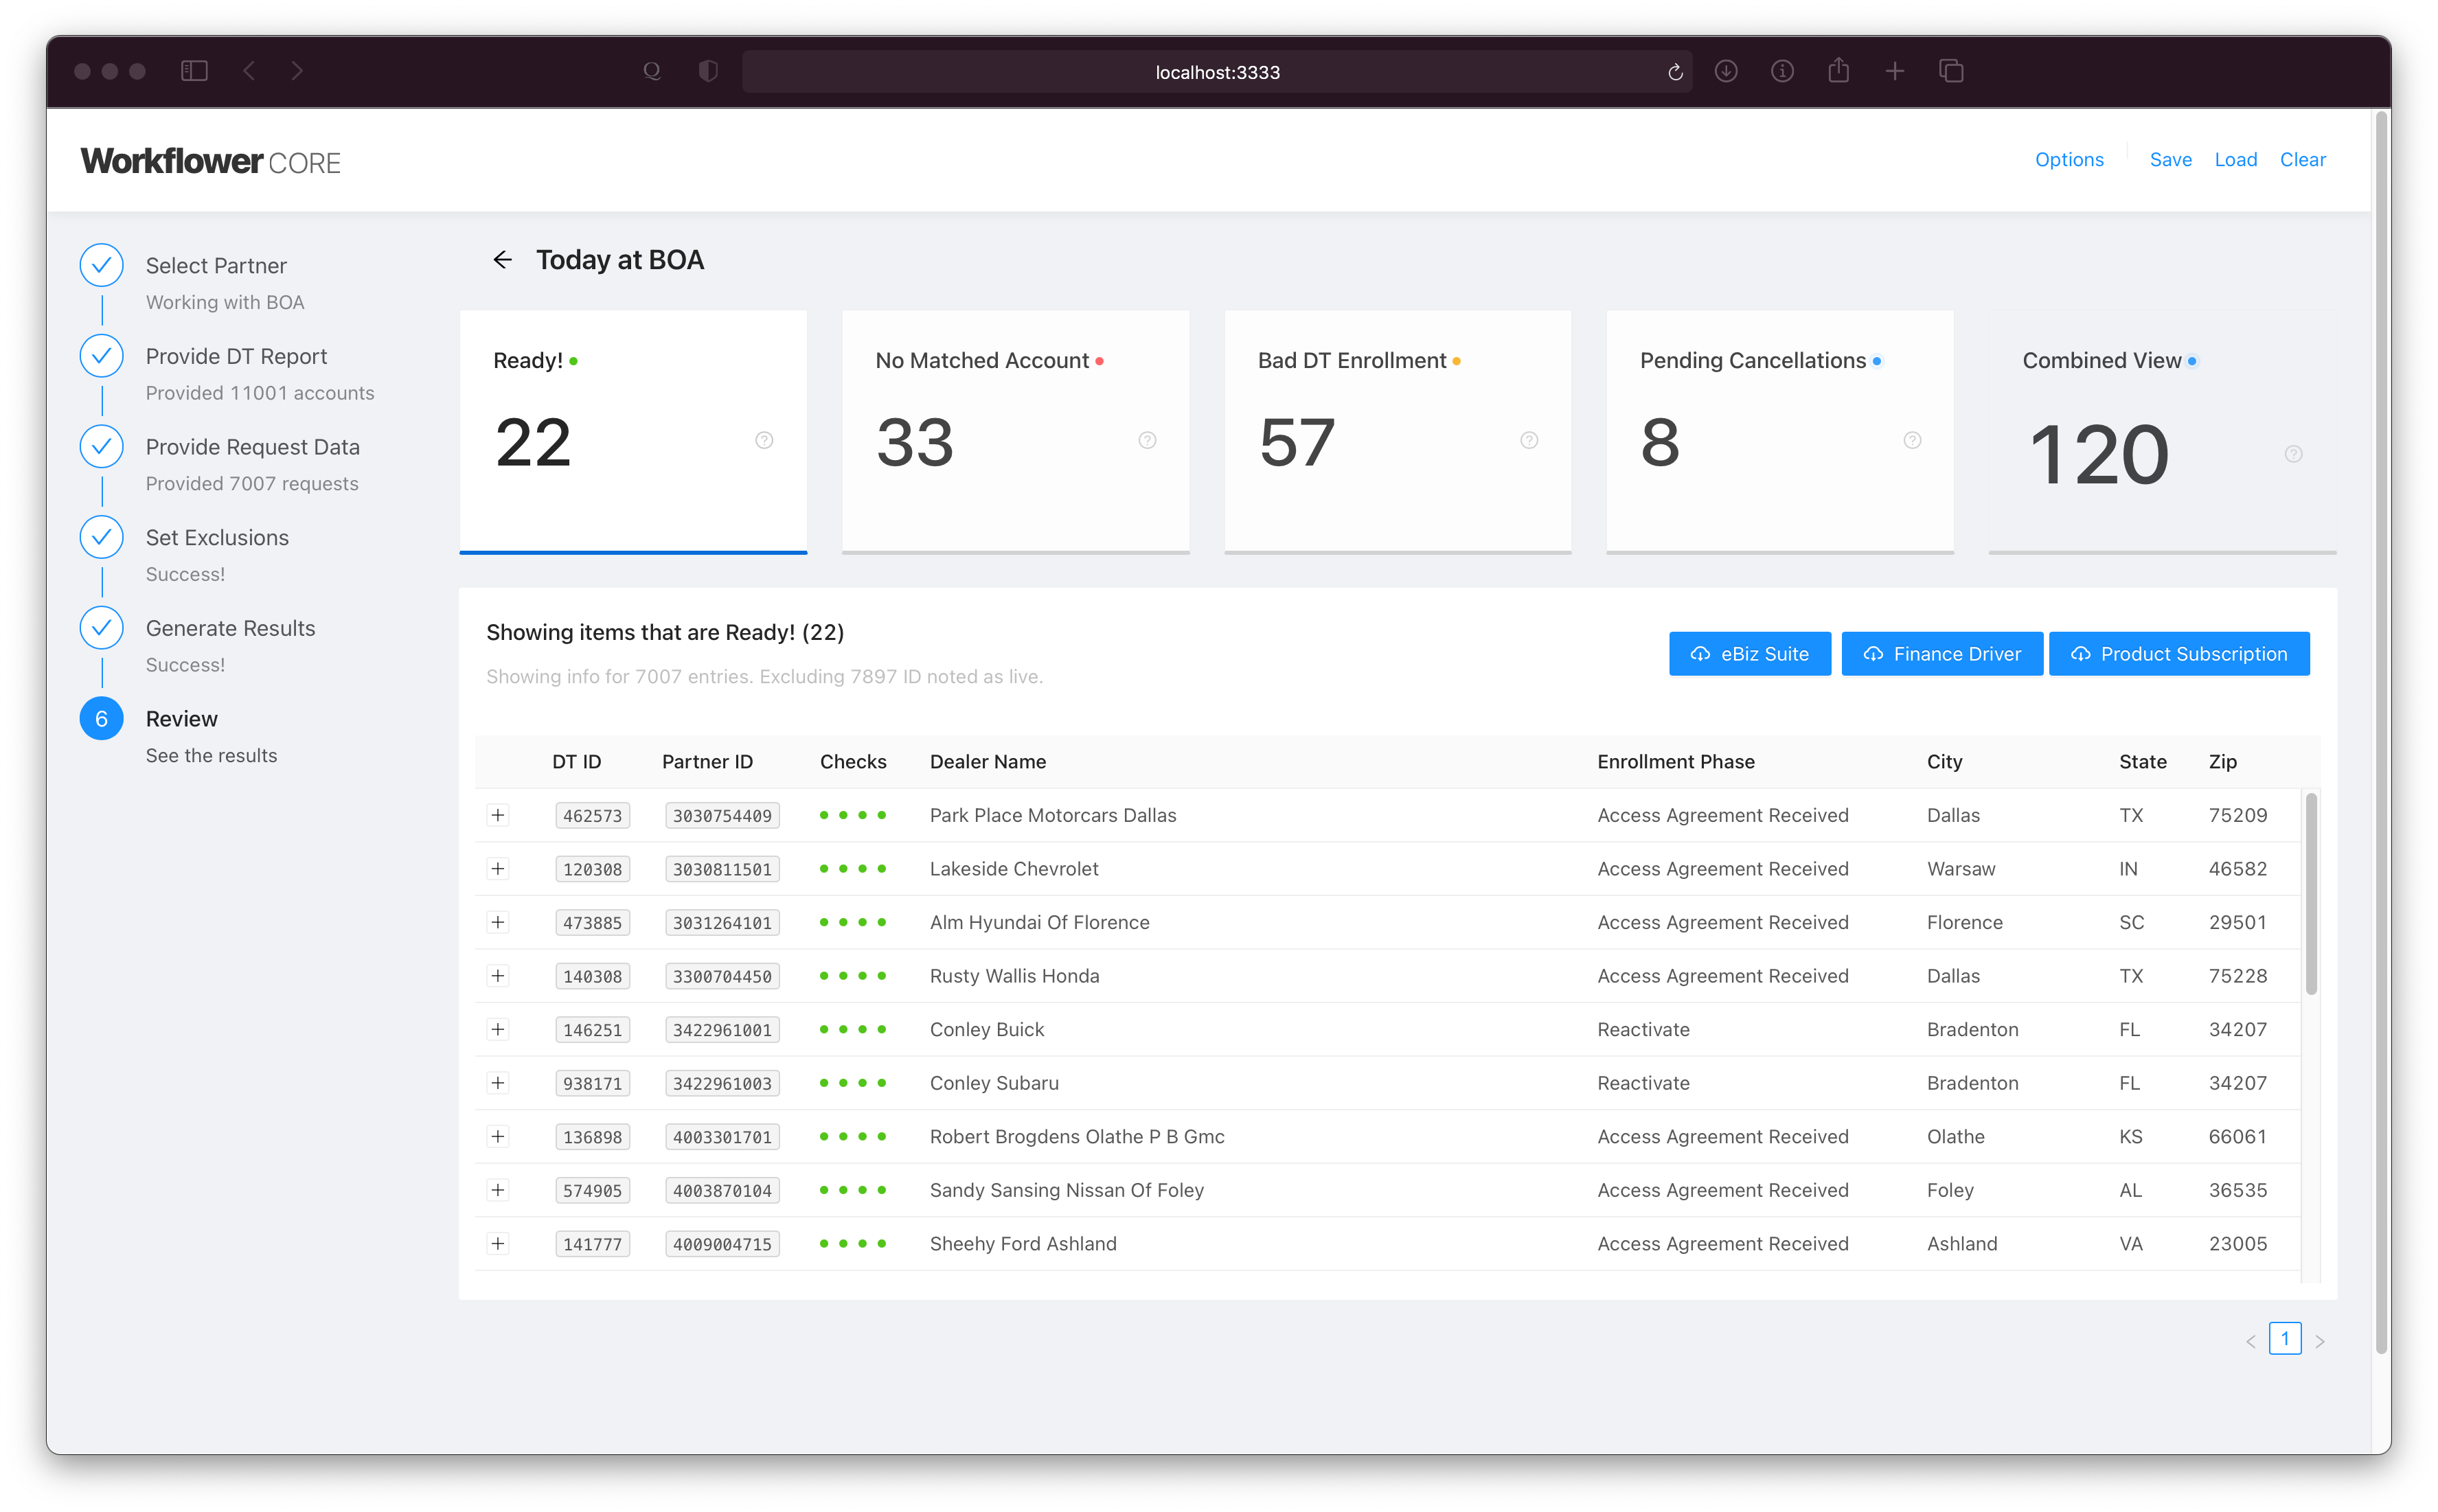 localhost:3333
Workflower CORE
Options Save Load Clear
Select Partner
Working with BOA
Provide DT Report
Provided 11001 accounts
Provide Request Data
Provided 7007 requests
Set Exclusions
Success!
Generate Results
Success!
6 Review
See the results
Today at BOA
Ready!
22
No Matched Account
33
Bad DT Enrollment
57
Pending Cancellations
8
Combined View
120
Showing items that are Ready! (22)
Showing info for 7007 entries. Excluding 7897 ID noted as live.
eBiz Suite Finance Driver Product Subscription
DT ID Partner ID Checks Dealer Name Enrollment Phase City State Zip
462573 3030754409 Park Place Motorcars Dallas Access Agreement Received Dallas TX 75209
120308 3030811501 Lakeside Chevrolet Access Agreement Received Warsaw IN 46582
473885 3031264101 Alm Hyundai Of Florence Access Agreement Received Florence SC 29501
140308 3300704450 Rusty Wallis Honda Access Agreement Received Dallas TX 75228
146251 3422961001 Conley Buick Reactivate Bradenton FL 34207
938171 3422961003 Conley Subaru Reactivate Bradenton FL 34207
136898 4003301701 Robert Brogdens Olathe P B Gmc Access Agreement Received Olathe KS 66061
574905 4003870104 Sandy Sansing Nissan Of Foley Access Agreement Received Foley AL 36535
141777 4009004715 Sheehy Ford Ashland Access Agreement Received Ashland VA 23005
1